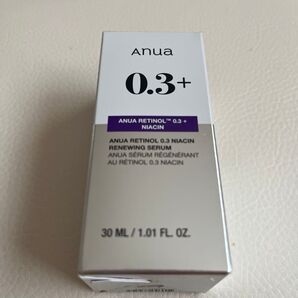 Anua
0.3+
ANUA RETINOL™ 0.3 +
NIACIN
ANUA RETINOL 0.3 NIACIN
RENEWING SERUM
ANUA SÉRUM RÉGÉNÉRANT
AU RÉTINOL 0.3 NIACIN
30 ML / 1.01 FL. OZ.